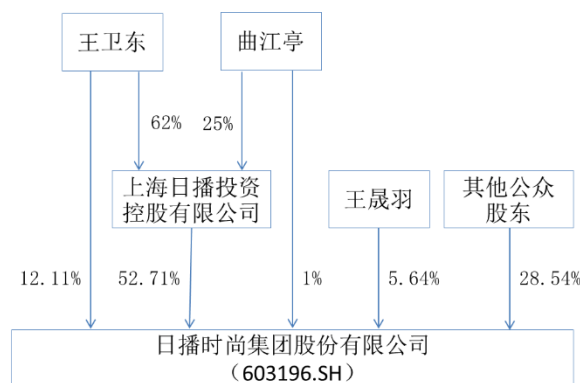 王卫东
曲江亭
62%
25%
上海日播投资
控股有限公司
王晟羽
其他公众
股东
12.11%
52.71%
1%
5.64%
28.54%
日播时尚集团股份有限公司
（603196.SH）